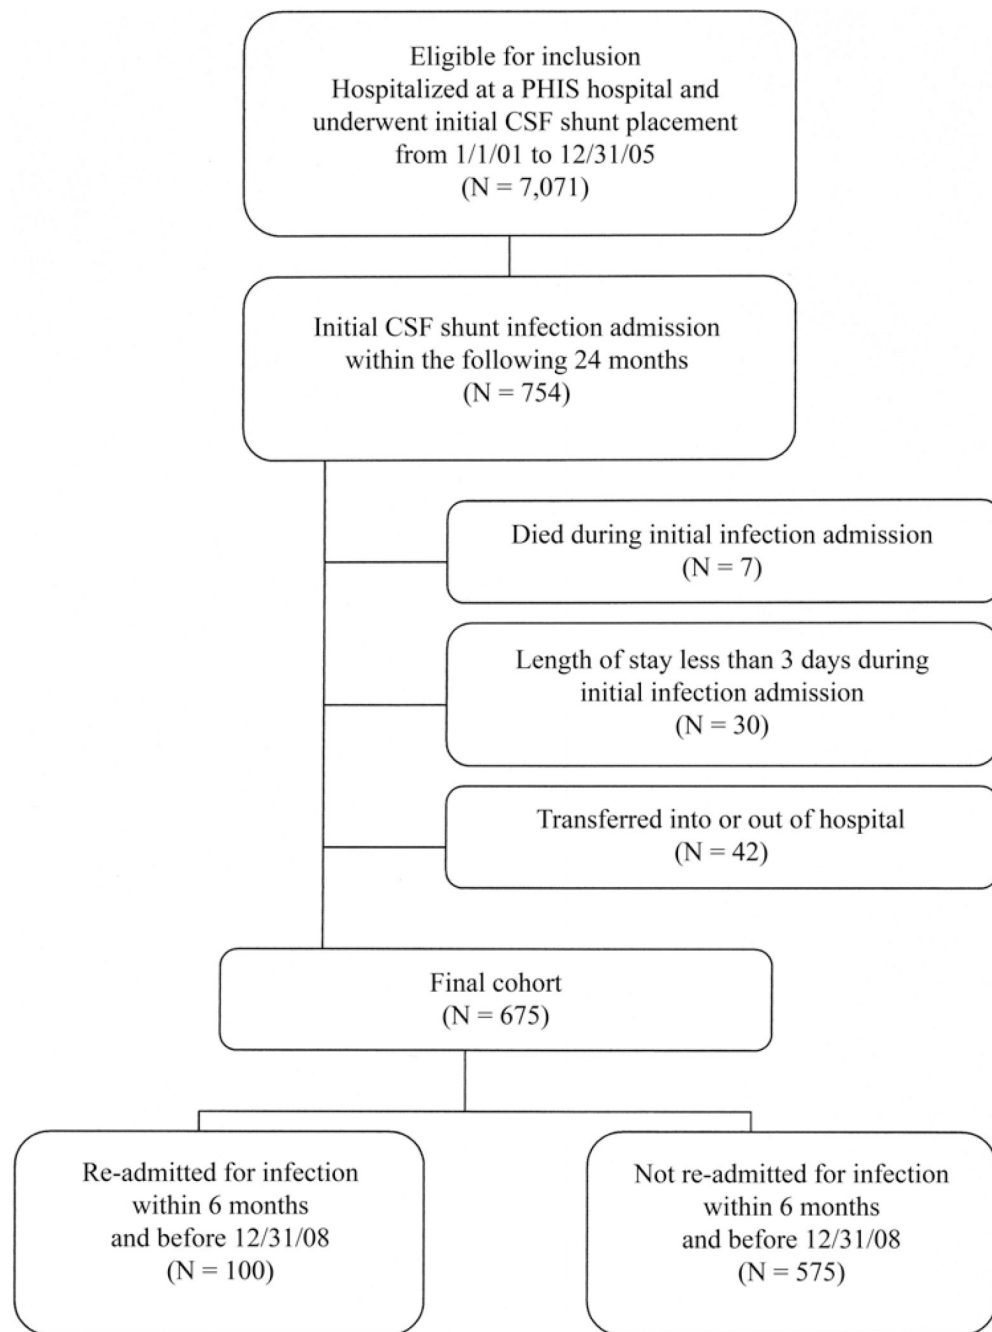 Eligible for inclusion
Hospitalized at a PHIS hospital and
underwent initial CSF shunt placement
from 1/1/01 to 12/31/05
(N = 7,071)
Initial CSF shunt infection admission
within the following 24 months
(N = 754)
Died during initial infection admission
(N = 7)
Length of stay less than 3 days during
initial infection admission
(N = 30)
Transferred into or out of hospital
(N = 42)
Final cohort
(N = 675)
Re-admitted for infection
within 6 months
and before 12/31/08
(N = 100)
Not re-admitted for infection
within 6 months
and before 12/31/08
(N = 575)